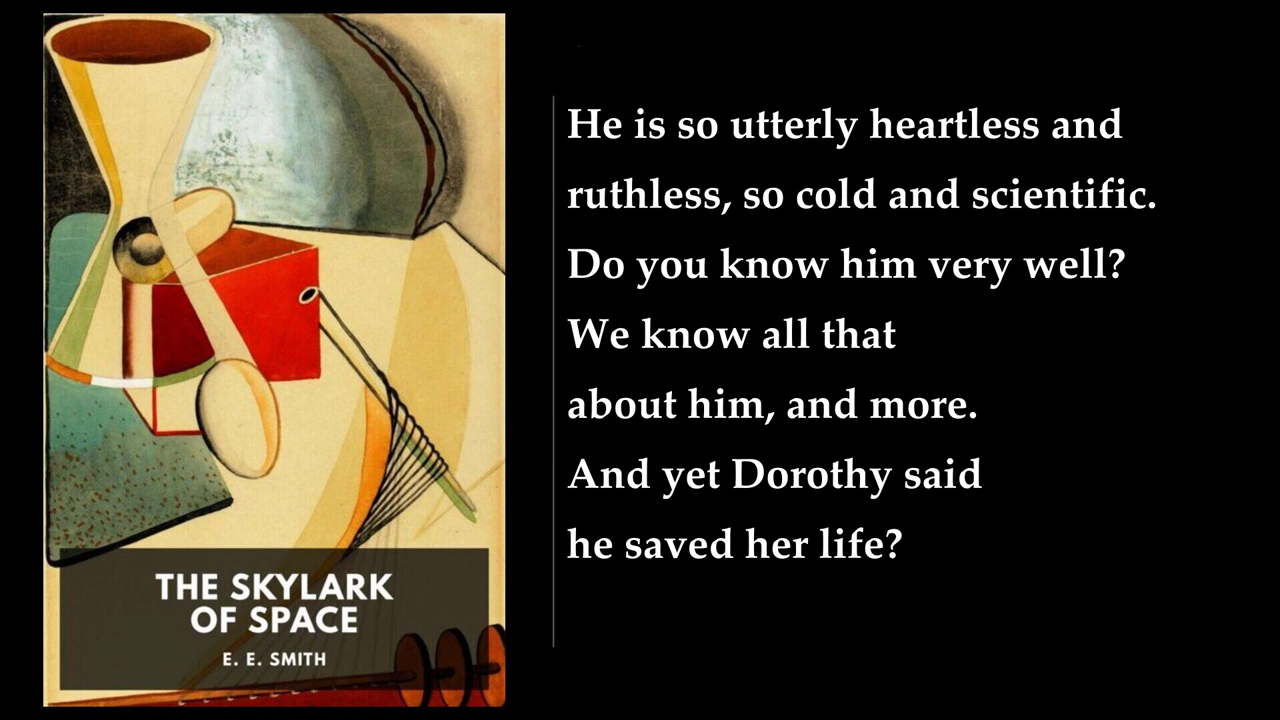 THE SKYLARK
OF SPACE
E. E. SMITH
He is so utterly heartless and
ruthless, so cold and scientific.
Do you know him very well?
We know all that
about him, and more.
And yet Dorothy said
he saved her life?